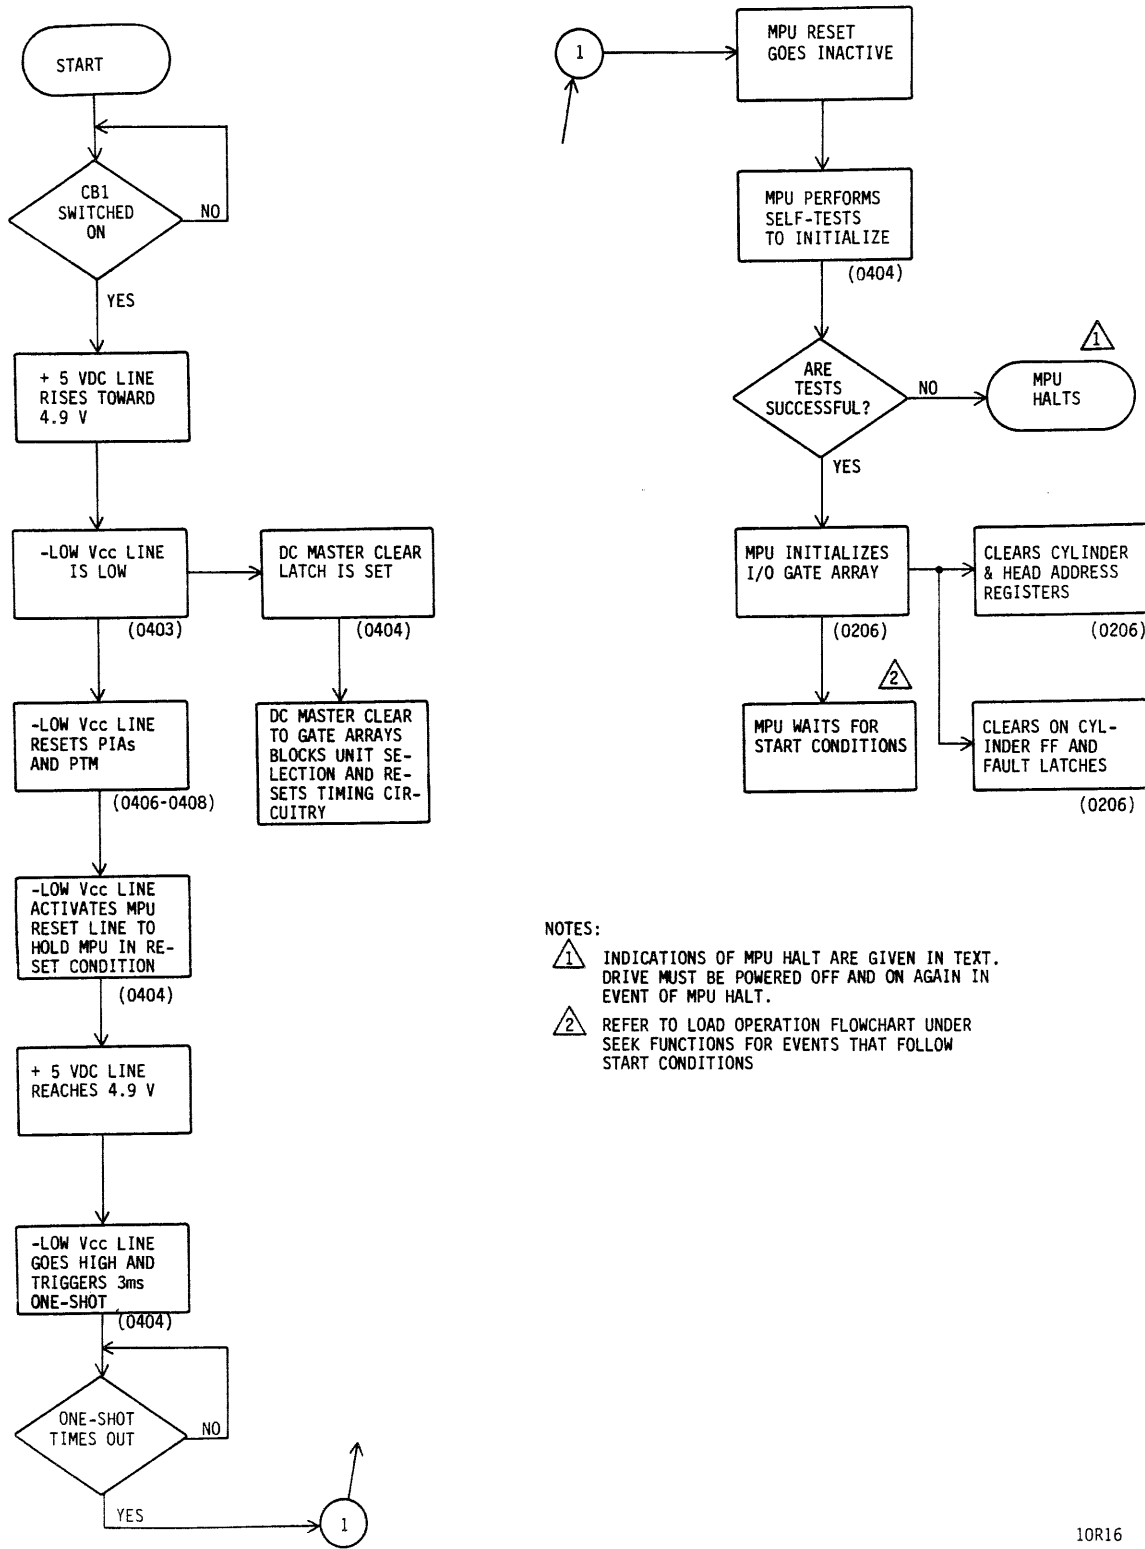 START
CB1
SWITCHED
ON
NO
YES
+ 5 VDC LINE
RISES TOWARD
4.9 V
-LOW Vcc LINE
IS LOW
(0403)
DC MASTER CLEAR
LATCH IS SET
(0404)
-LOW Vcc LINE
RESETS PIAs
AND PTM
(0406-0408)
DC MASTER CLEAR
TO GATE ARRAYS
BLOCKS UNIT SE-
LECTION AND RE-
SETS TIMING CIR-
CUITRY
-LOW Vcc LINE
ACTIVATES MPU
RESET LINE TO
HOLD MPU IN RE-
SET CONDITION
(0404)
+ 5 VDC LINE
REACHES 4.9 V
-LOW Vcc LINE
GOES HIGH AND
TRIGGERS 3ms
ONE-SHOT
(0404)
ONE-SHOT
TIMES OUT
NO
YES
1
1
MPU RESET
GOES INACTIVE
MPU PERFORMS
SELF-TESTS
TO INITIALIZE
(0404)
ARE
TESTS
SUCCESSFUL?
NO
1
MPU
HALTS
YES
MPU INITIALIZES
I/O GATE ARRAY
(0206)
CLEARS CYLINDER
& HEAD ADDRESS
REGISTERS
(0206)
2
MPU WAITS FOR
START CONDITIONS
CLEARS ON CYL-
INDER FF AND
FAULT LATCHES
(0206)
NOTES:
1 INDICATIONS OF MPU HALT ARE GIVEN IN TEXT.
DRIVE MUST BE POWERED OFF AND ON AGAIN IN
EVENT OF MPU HALT.
2 REFER TO LOAD OPERATION FLOWCHART UNDER
SEEK FUNCTIONS FOR EVENTS THAT FOLLOW
START CONDITIONS
10R16